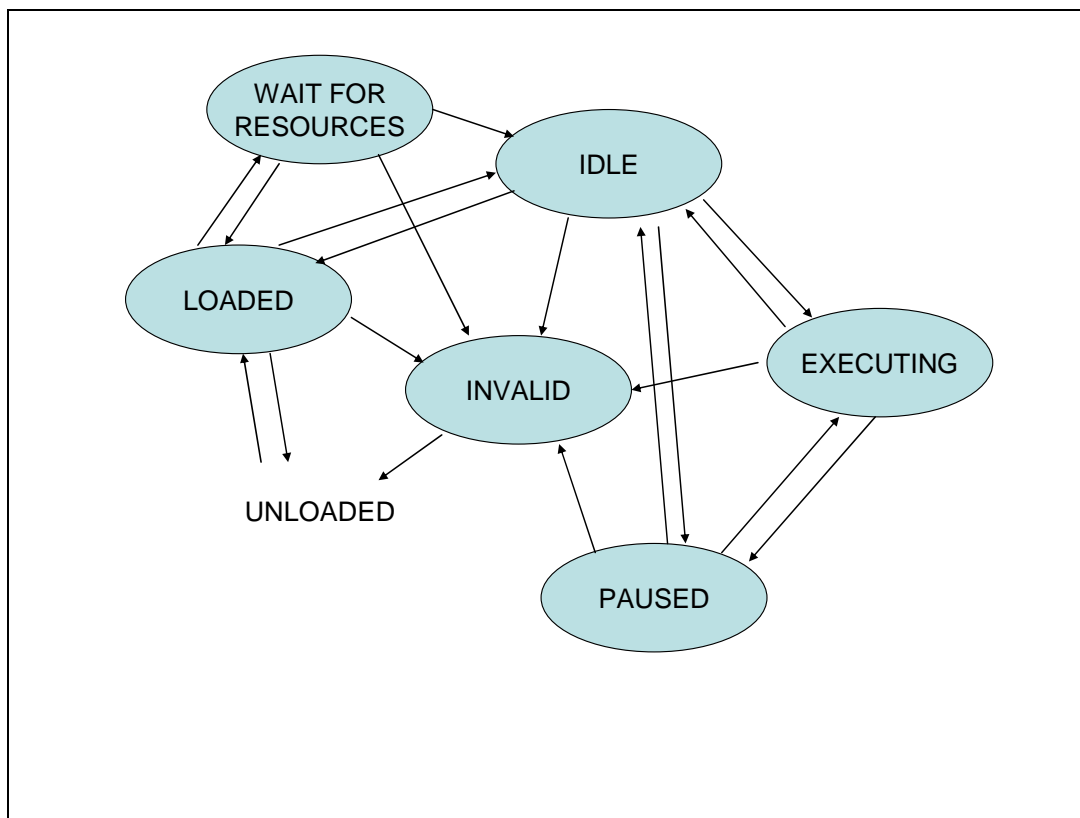 WAIT FOR
RESOURCES
IDLE
LOADED
EXECUTING
INVALID
UNLOADED
PAUSED